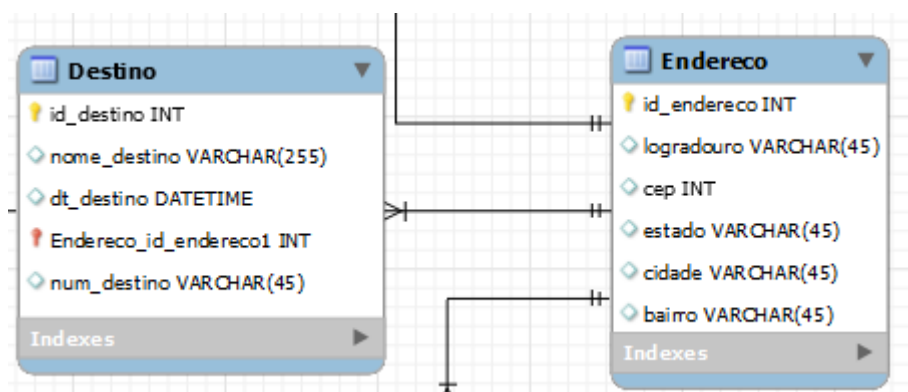 Destino
id_destino INT
nome_destino VARCHAR(255)
dt_destino DATETIME
Endereco_id_endereco1 INT
num_destino VARCHAR(45)
Indexes
Endereco
id_endereco INT
logradouro VARCHAR(45)
cep INT
estado VARCHAR(45)
cidade VARCHAR(45)
bairro VARCHAR(45)
Indexes